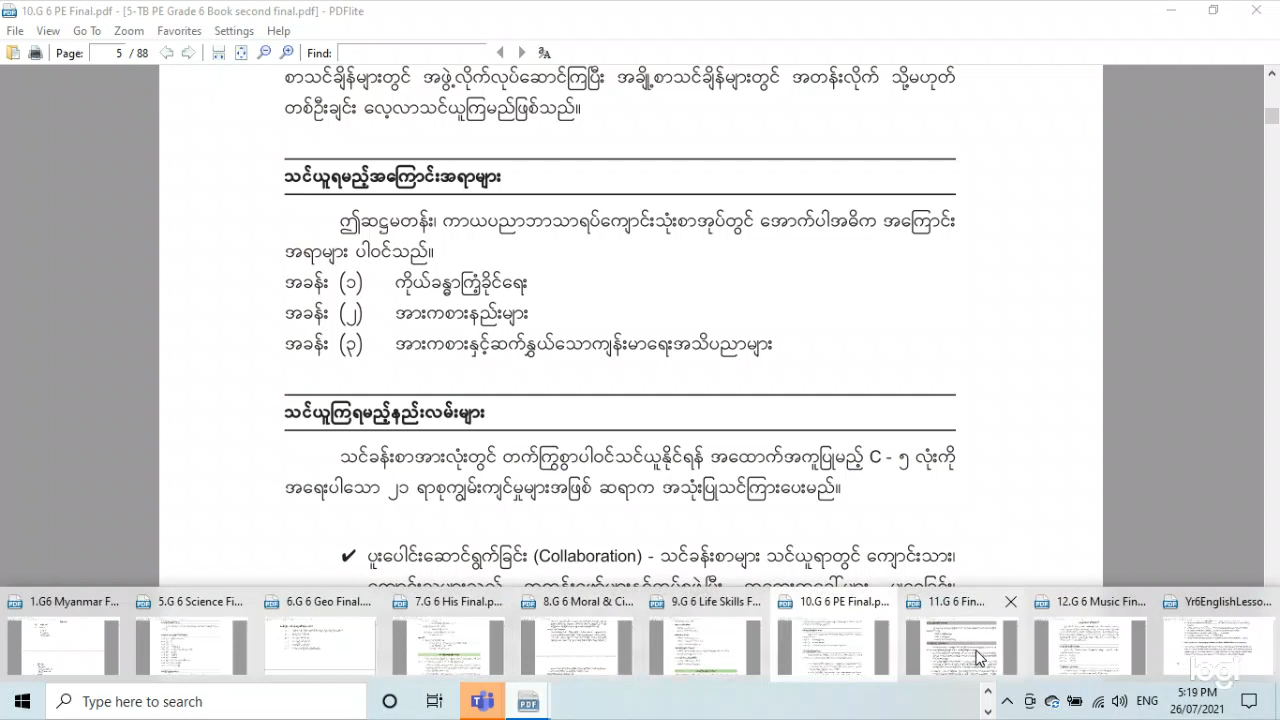 10.G 6 PE Final.pdf - [5-TB PE Grade 6 Book second final.pdf] - PDFlite
File View Go To Zoom Favorites Settings Help
Page: 5 / 88 Find:
စာသင်ချိန်များတွင် အဖွဲ့လိုက်လုပ်ဆောင်ကြပြီး အချို့စာသင်ချိန်များတွင် အတန်းလိုက် သို့မဟုတ်
တစ်ဦးချင်း လေ့လာသင်ယူကြမည်ဖြစ်သည်။
သင်ယူရမည့်အကြောင်းအရာများ
ဤဆဋ္ဌမတန်း၊ ကာယပညာဘာသာရပ်ကျောင်းသုံးစာအုပ်တွင် အောက်ပါအဓိက အကြောင်း
အရာများ ပါဝင်သည်။
အခန်း (၁) ကိုယ်ခန္ဓာကြံ့ခိုင်ရေး
အခန်း (၂) အားကစားနည်းများ
အခန်း (၃) အားကစားနှင့်ဆက်နွှယ်သောကျန်းမာရေးအသိပညာများ
သင်ယူကြရမည့်နည်းလမ်းများ
သင်ခန်းစာအားလုံးတွင် တက်ကြွစွာပါဝင်သင်ယူနိုင်ရန် အထောက်အကူပြုမည့် C - ၅ လုံးကို
အရေးပါသော ၂၁ ရာစုကျွမ်းကျင်မှုများအဖြစ် ဆရာက အသုံးပြုသင်ကြားပေးမည်။
✔ ပူးပေါင်းဆောင်ရွက်ခြင်း (Collaboration) - သင်ခန်းစာများ သင်ယူရာတွင် ကျောင်းသား၊
1.G6 Myanmar F... 5.G 6 Science Fi... 6.G 6 Geo Final.... 7.G 6 His Final.p... 8.G 6 Moral & Ci... 9.G 6 Life Skills F... 10.G 6 PE Final.p... 11.G 6 Fin... 12.G 6 Music Fin... Yr6EnglishLesso...
logi
Type here to search ENG 5:19 PM
26/07/2021